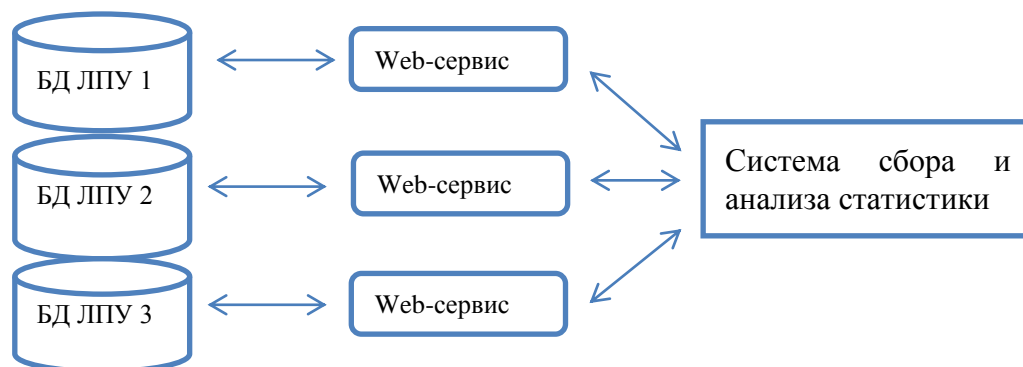 БД ЛПУ 1
Web-сервис
БД ЛПУ 2
Web-сервис
Система сбора и
анализа статистики
БД ЛПУ 3
Web-сервис